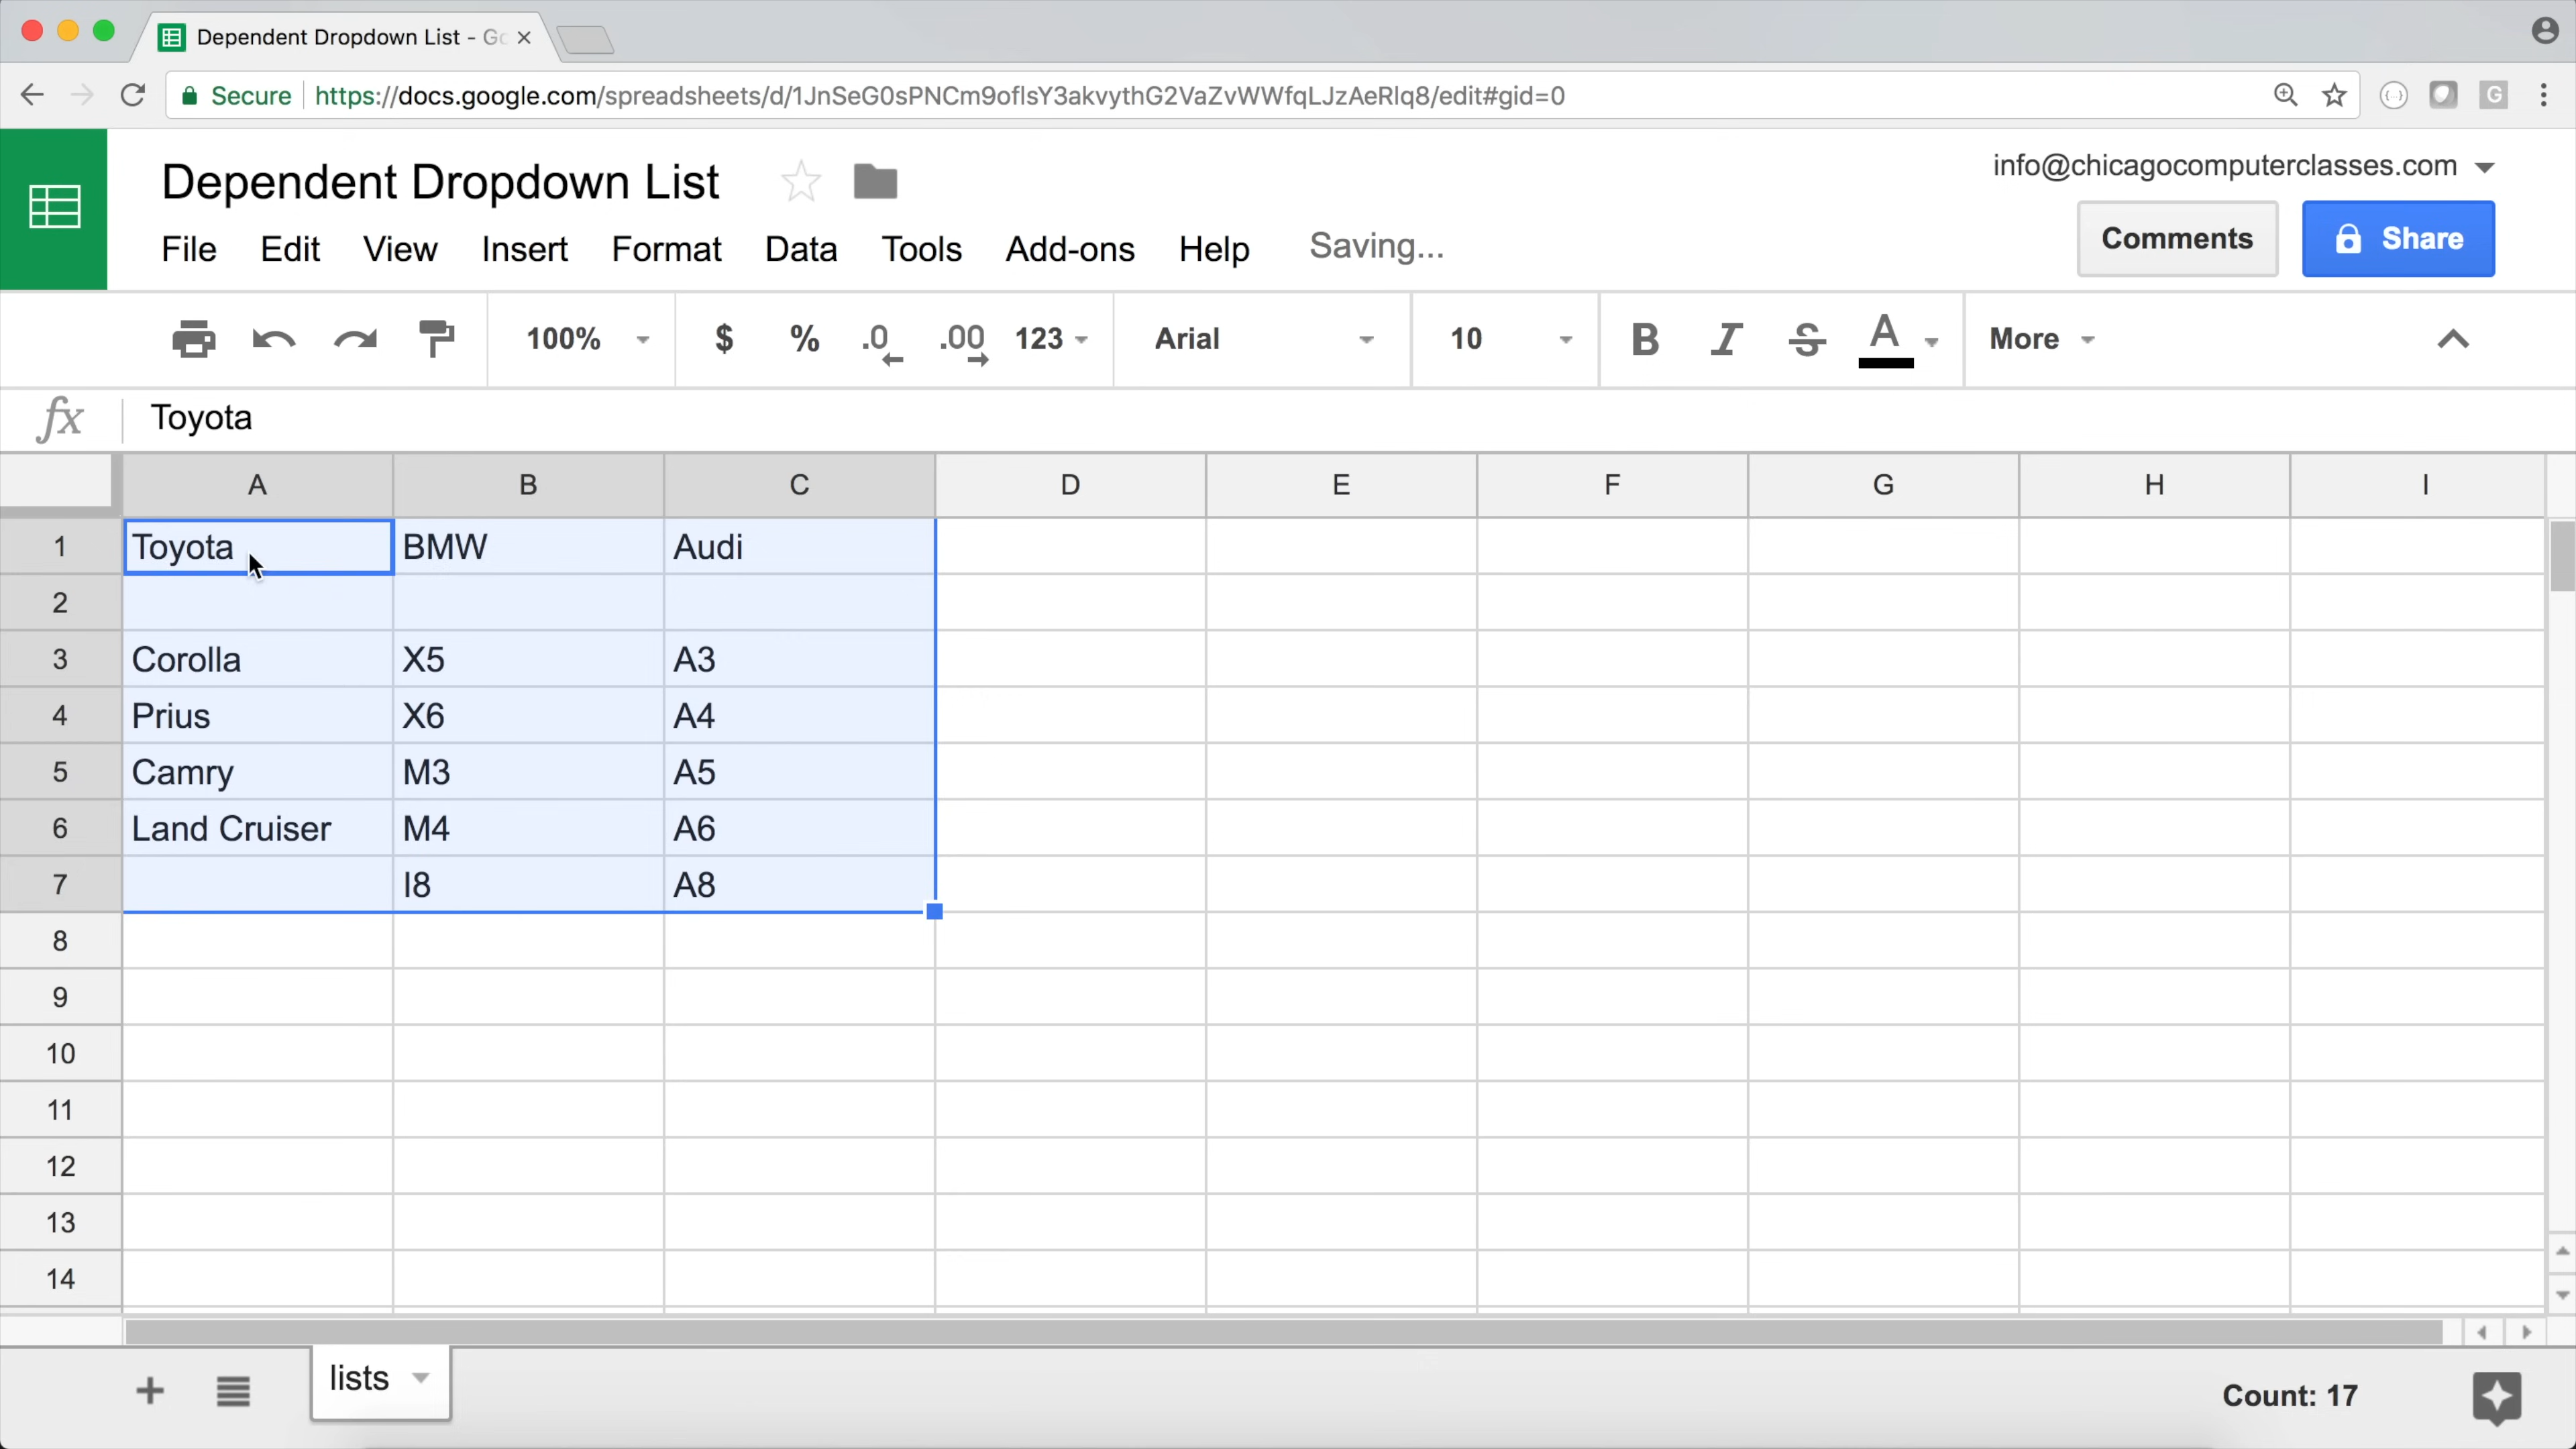 Dependent Dropdown List - Go
Secure https://docs.google.com/spreadsheets/d/1JnSeG0sPNCm9oflsY3akvythG2VaZvWWfqLJzAeRlq8/edit#gid=0
G
Dependent Dropdown List
info@chicagocomputerclasses.com
File Edit View Insert Format Data Tools Add-ons Help Saving...
Comments Share
100% $ % .0 .00 123 Arial 10 B I S A More
fx Toyota
A B C D E F G H I
1 Toyota BMW Audi
2
3 Corolla X5 A3
4 Prius X6 A4
5 Camry M3 A5
6 Land Cruiser M4 A6
7 I8 A8
8
9
10
11
12
13
14
lists Count: 17